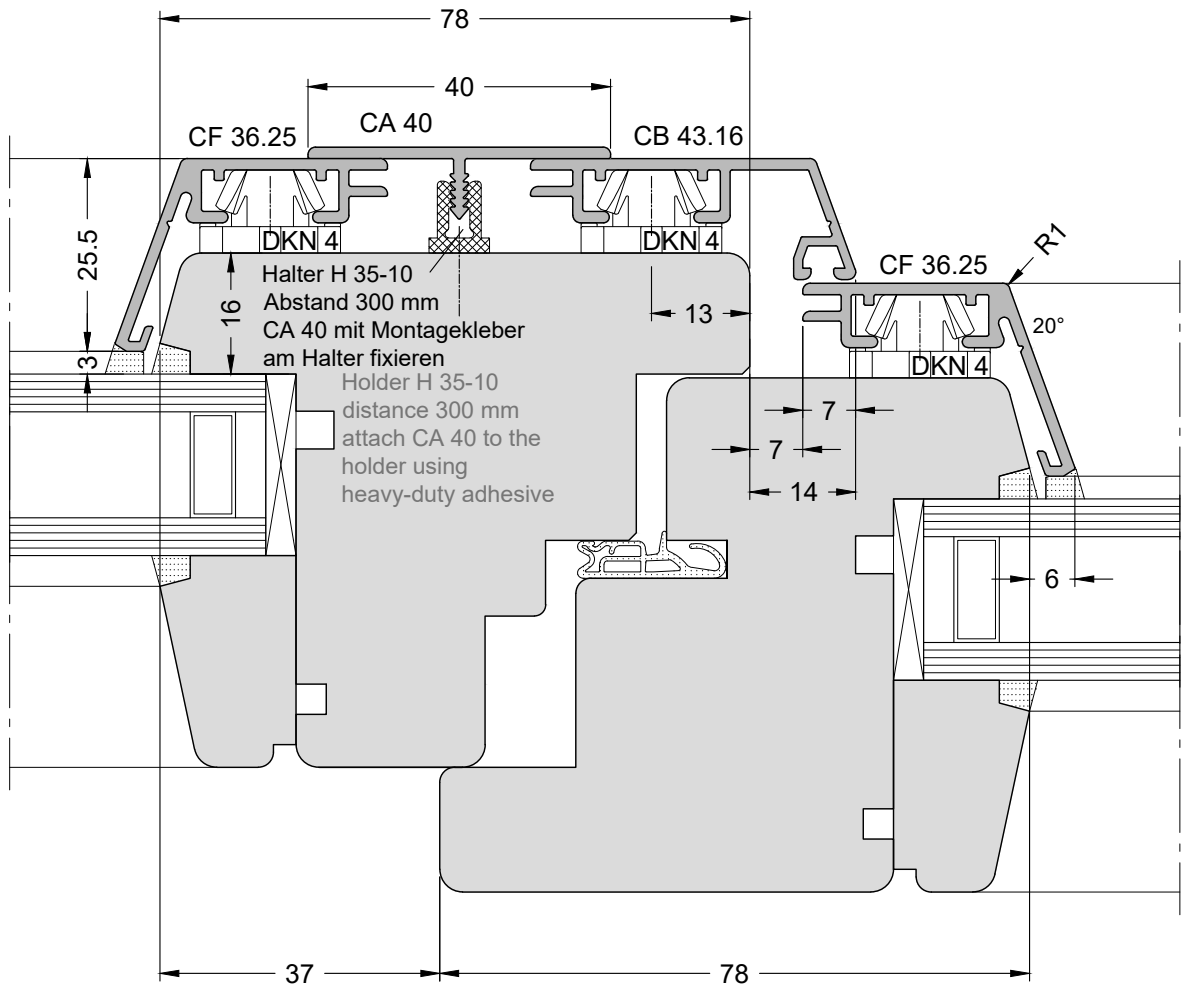 78
40
CF 36.25
CA 40
CB 43.16
25.5
DKN 4
DKN 4
CF 36.25
R1
Halter H 35-10
Abstand 300 mm
CA 40 mit Montagekleber
am Halter fixieren
16
13
20°
3
DKN 4
Holder H 35-10
distance 300 mm
attach CA 40 to the
holder using
heavy-duty adhesive
7
7
14
6
37
78